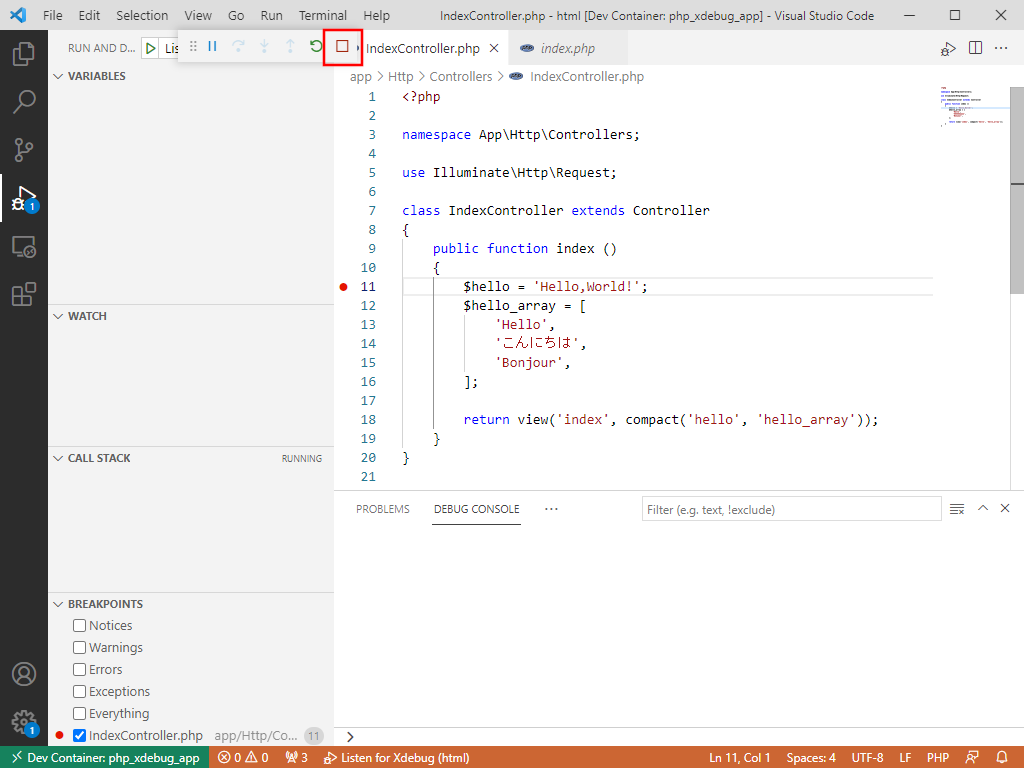 File Edit Selection View Go Run Terminal Help IndexController.php - html [Dev Container: php_xdebug_app] - Visual Studio Code
RUN AND D... IndexController.php index.php
VARIABLES
app > Http > Controllers > IndexController.php
1 <?php
2
3 namespace App\Http\Controllers;
4
5 use Illuminate\Http\Request;
6
7 class IndexController extends Controller
8 {
9 public function index ()
10 {
11 $hello = 'Hello,World!';
12 $hello_array = [
13 'Hello',
14 'こんにちは',
15 'Bonjour',
16 ];
17
18 return view('index', compact('hello', 'hello_array'));
19 }
20 }
21
WATCH
CALL STACK RUNNING
PROBLEMS DEBUG CONSOLE ... Filter (e.g. text, !exclude)
BREAKPOINTS
Notices
Warnings
Errors
Exceptions
Everything
IndexController.php app/Http/Co... 11
1
1
Dev Container: php_xdebug_app 0 0 3 Listen for Xdebug (html) Ln 11, Col 1 Spaces: 4 UTF-8 LF PHP